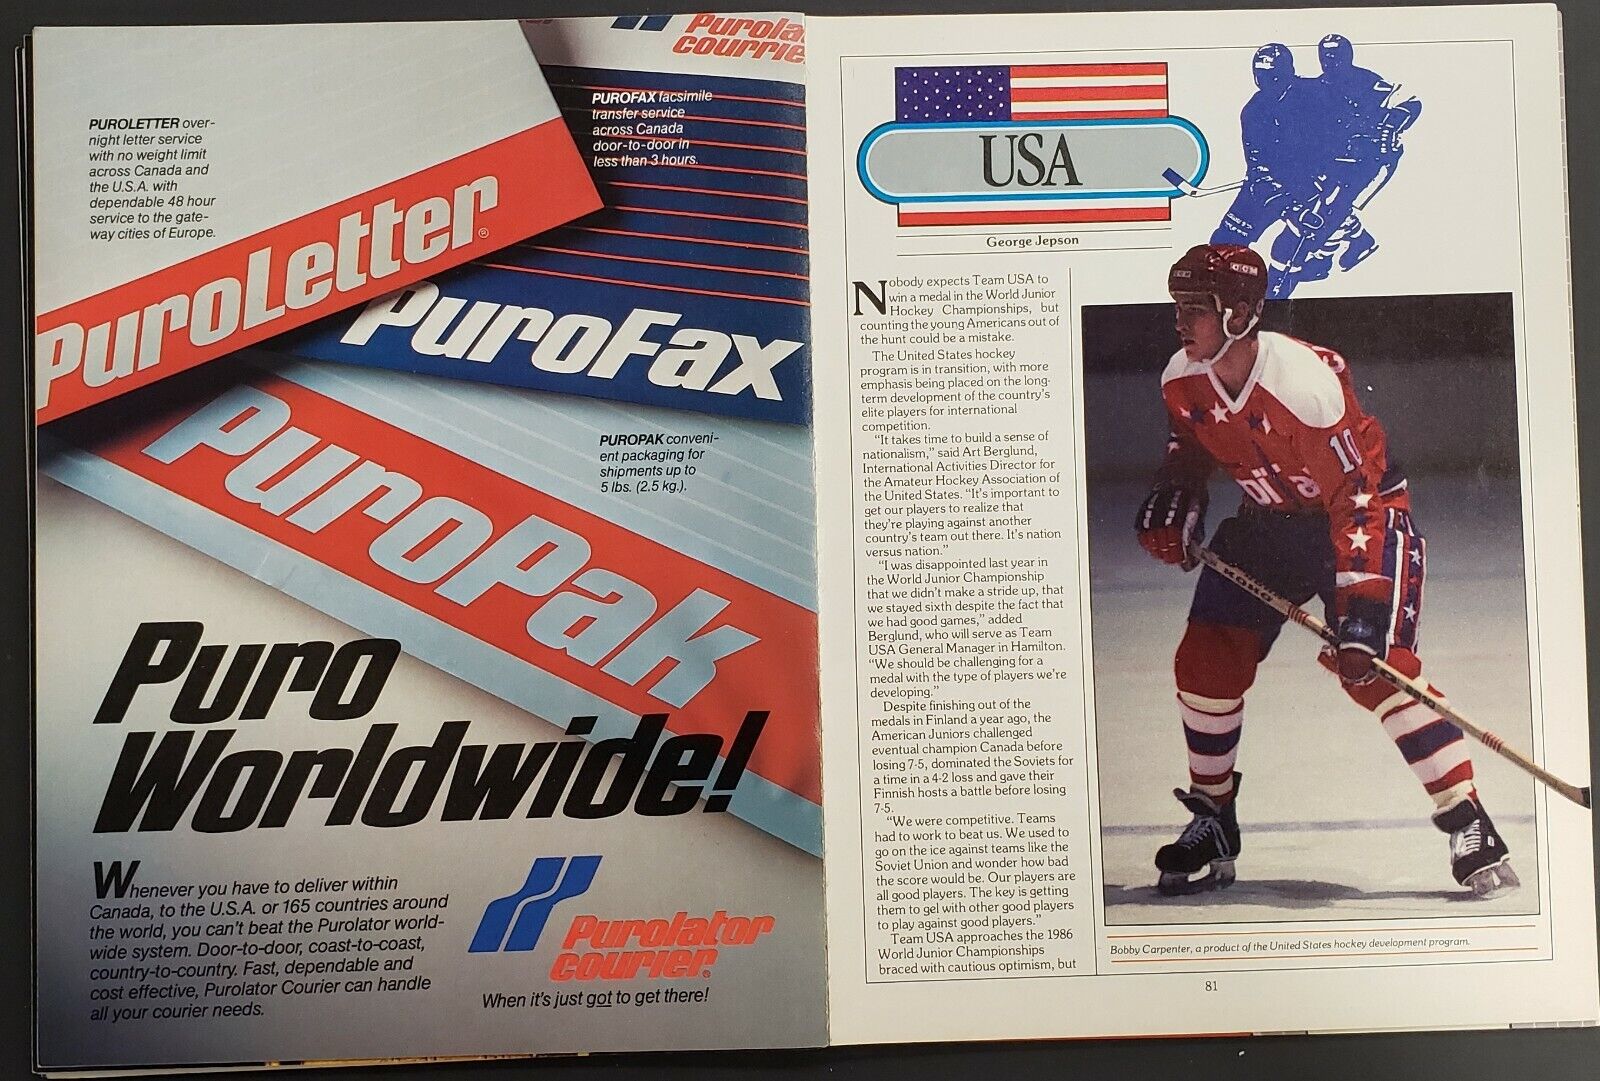 Purola
courrie
PUROLETTER over-
night letter service
with no weight limit
across Canada and
the U.S.A. with
dependable 48 hour
service to the gate-
way cities of Europe.
PUROFAX facsimile
transfer service
across Canada
door-to-door in
less than 3 hours.
PuroLetter®
PuroFax
PUROPAK conveni-
ent packaging for
shipments up to
5 lbs. (2.5 kg.).
PuroPak
Puro
Worldwide!
Whenever you have to deliver within
Canada, to the U.S.A. or 165 countries around
the world, you can't beat the Purolator world-
wide system. Door-to-door, coast-to-coast,
country-to-country. Fast, dependable and
cost effective, Purolator Courier can handle
all your courier needs.
Purolator
courier®
When it's just got to get there!
USA
George Jepson
Nobody expects Team USA to
win a medal in the World Junior
Hockey Championships, but
counting the young Americans out of
the hunt could be a mistake.
The United States hockey
program is in transition, with more
emphasis being placed on the long-
term development of the country's
elite players for international
competition.
"It takes time to build a sense of
nationalism," said Art Berglund,
International Activities Director for
the Amateur Hockey Association of
the United States. "It's important to
get our players to realize that
they're playing against another
country's team out there. It's nation
versus nation."
"I was disappointed last year in
the World Junior Championship
that we didn't make a stride up, that
we stayed sixth despite the fact that
we had good games," added
Berglund, who will serve as Team
USA General Manager in Hamilton.
"We should be challenging for a
medal with the type of players we're
developing."
Despite finishing out of the
medals in Finland a year ago, the
American Juniors challenged
eventual champion Canada before
losing 7-5, dominated the Soviets for
a time in a 4-2 loss and gave their
Finnish hosts a battle before losing
7-5.
"We were competitive. Teams
had to work to beat us. We used to
go on the ice against teams like the
Soviet Union and wonder how bad
the score would be. Our players are
all good players. The key is getting
them to gel with other good players
to play against good players."
Team USA approaches the 1986
World Junior Championships
braced with cautious optimism, but
CCM
CCM
10
KOHO
Bobby Carpenter, a product of the United States hockey development program.
81